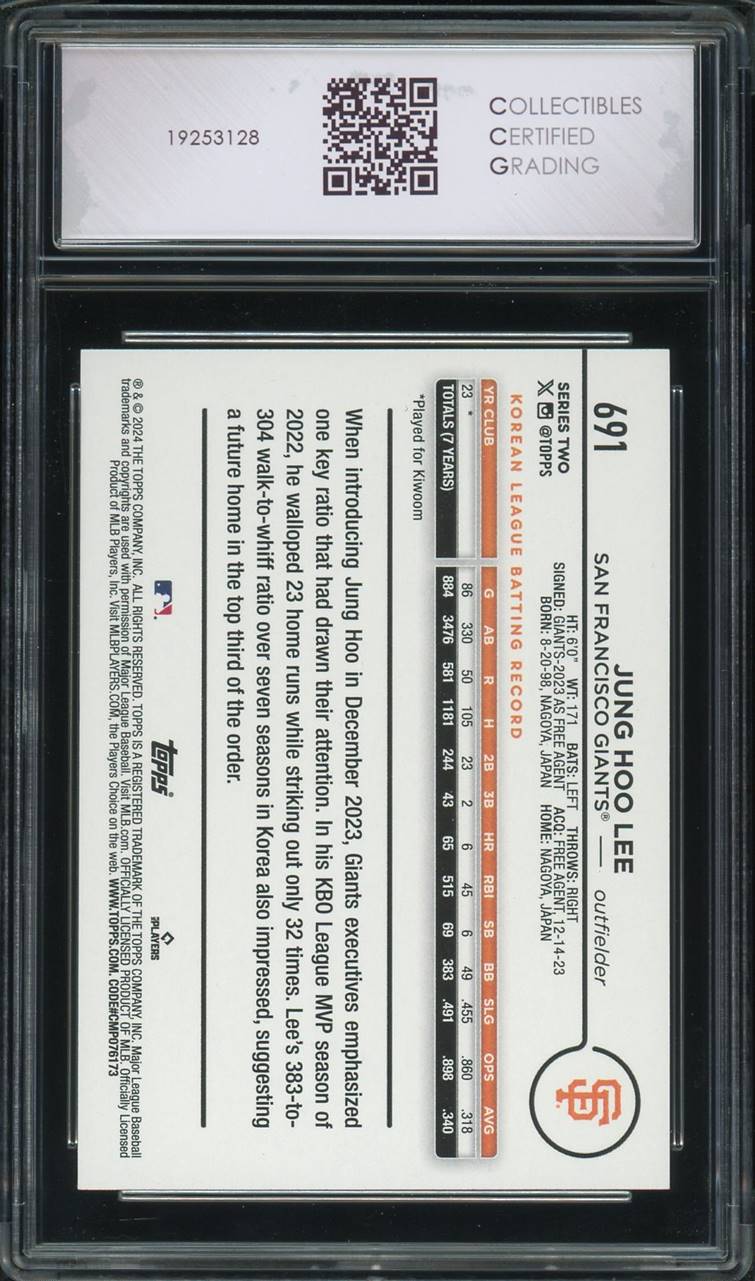 19253128
COLLECTIBLES
CERTIFIED
GRADING
691
JUNG HOO LEE
SAN FRANCISCO GIANTS® — outfielder
SF
SERIES TWO
@TOPPS
HT: 6'0" WT: 171 BATS: LEFT THROWS: RIGHT
SIGNED: GIANTS-2023 AS FREE AGENT ACQ: FREE AGENT, 12-14-23
BORN: 8-20-98, NAGOYA, JAPAN HOME: NAGOYA, JAPAN
KOREAN LEAGUE BATTING RECORD
YR CLUB G AB R H 2B 3B HR RBI SB BB SLG OPS AVG
23 * 86 330 50 105 23 2 6 45 6 49 .455 .860 .318
TOTALS (7 YEARS) 884 3476 581 1181 244 43 65 515 69 383 .491 .898 .340
*Played for Kiwoom
When introducing Jung Hoo in December 2023, Giants executives emphasized
one key ratio that had drawn their attention. In his KBO League MVP season of
2022, he walloped 23 home runs while striking out only 32 times. Lee's 383-to-
304 walk-to-whiff ratio over seven seasons in Korea also impressed, suggesting
a future home in the top third of the order.
topps®
PLAYERS
® & © 2024 THE TOPPS COMPANY, INC. ALL RIGHTS RESERVED. TOPPS IS A REGISTERED TRADEMARK OF THE TOPPS COMPANY, INC. Major League Baseball
trademarks and copyrights are used with permission of Major League Baseball. Visit MLB.com. OFFICIALLY LICENSED PRODUCT OF MLB. Officially Licensed
Product of MLB Players, Inc. Visit MLBPLAYERS.COM, the Players Choice on the web. WWW.TOPPS.COM. CODE#CMP076173